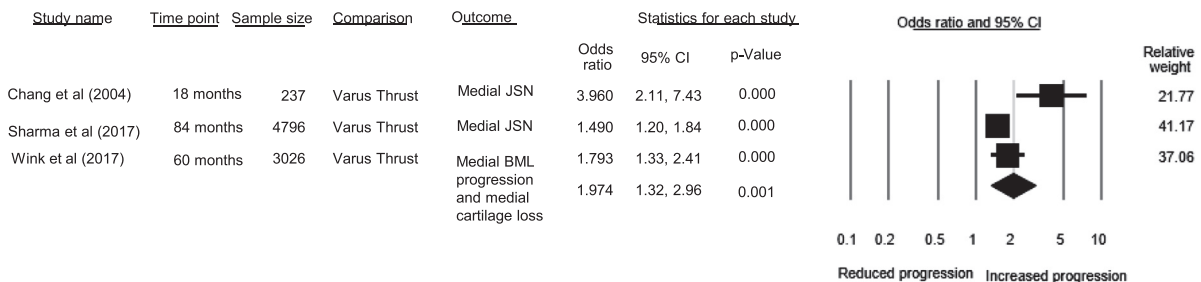 Study name Time point Sample size Comparison Outcome Statistics for each study Odds ratio and 95% CI
Odds ratio 95% CI p-Value Relative weight
Chang et al (2004) 18 months 237 Varus Thrust Medial JSN 3.960 2.11, 7.43 0.000 21.77
Sharma et al (2017) 84 months 4796 Varus Thrust Medial JSN 1.490 1.20, 1.84 0.000 41.17
Wink et al (2017) 60 months 3026 Varus Thrust Medial BML 1.793 1.33, 2.41 0.000 37.06
progression
and medial 1.974 1.32, 2.96 0.001
cartilage loss
0.1 0.2 0.5 1 2 5 10
Reduced progression Increased progression